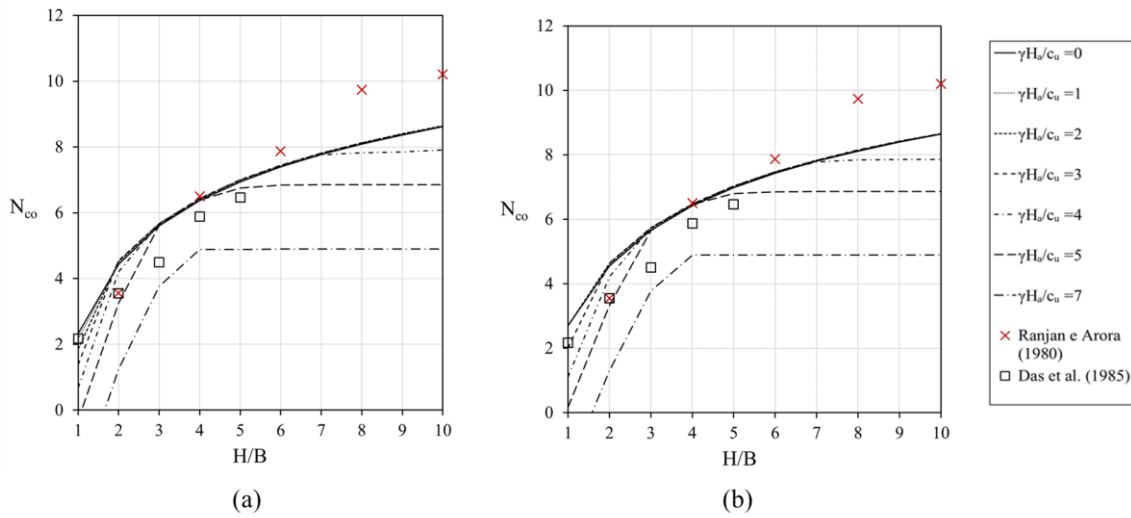 12
10
8
6
4
2
0
N_co
1 2 3 4 5 6 7 8 9 10
H/B
(a)
12
10
8
6
4
2
0
N_co
1 2 3 4 5 6 7 8 9 10
H/B
(b)
γHₐ/cᵤ =0
γHₐ/cᵤ =1
γHₐ/cᵤ =2
γHₐ/cᵤ =3
γHₐ/cᵤ =4
γHₐ/cᵤ =5
γHₐ/cᵤ =7
Ranjan e Arora
(1980)
Das et al. (1985)